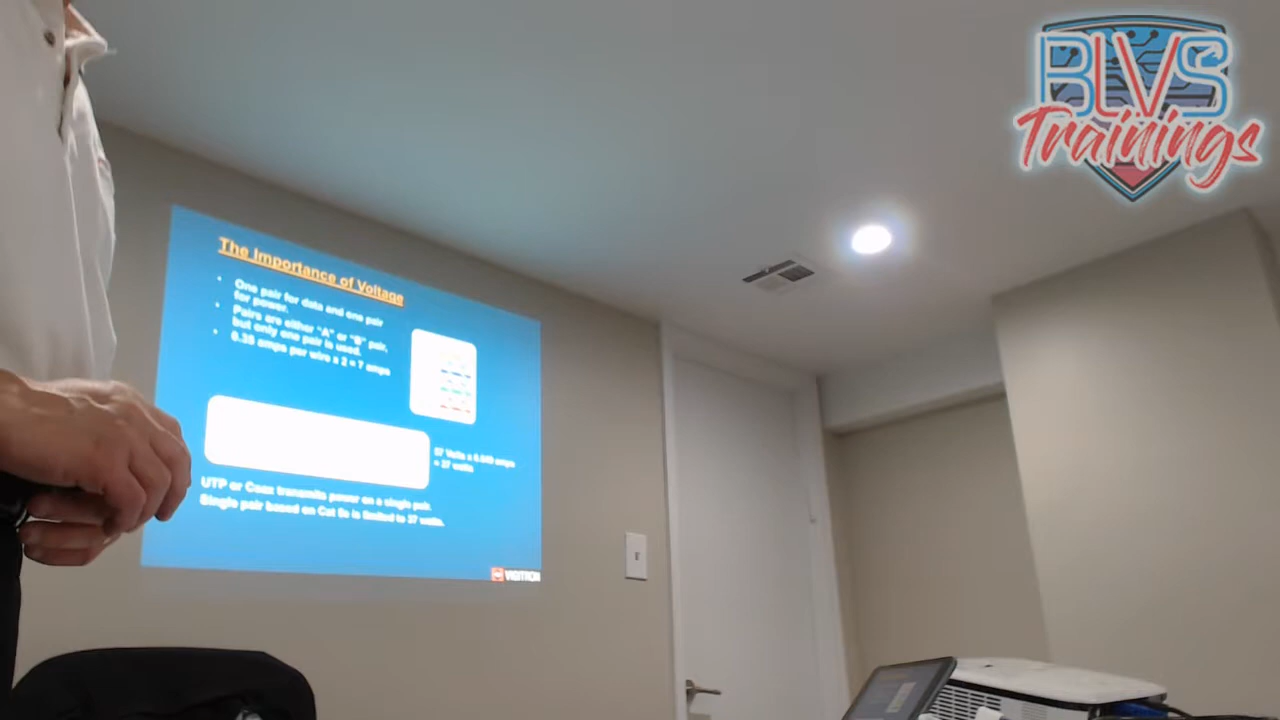 BLVS
Trainings
The Importance of Voltage
One pair for data and one pair
for power.
Pairs are either "A" or "B" pair,
but only one pair is used.
0.35 amps per wire x 2 = 7 amps
57 Volts x 0.649 amps
= 37 watts
UTP or Coax transmits power on a single pair.
Single pair based on Cat 5e is limited to 37 watts.
VIGITRON